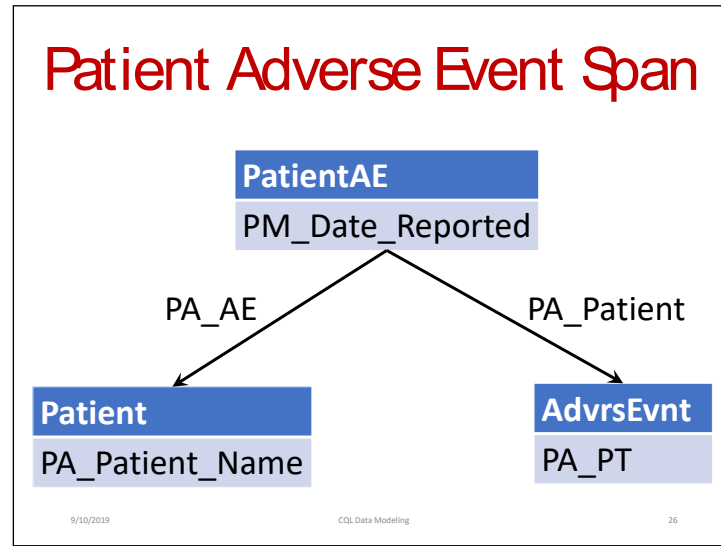 Patient Adverse Event Span
PatientAE
PM_Date_Reported
PA_AE
PA_Patient
Patient
PA_Patient_Name
AdvrsEvnt
PA_PT
9/10/2019
CQL Data Modeling
26